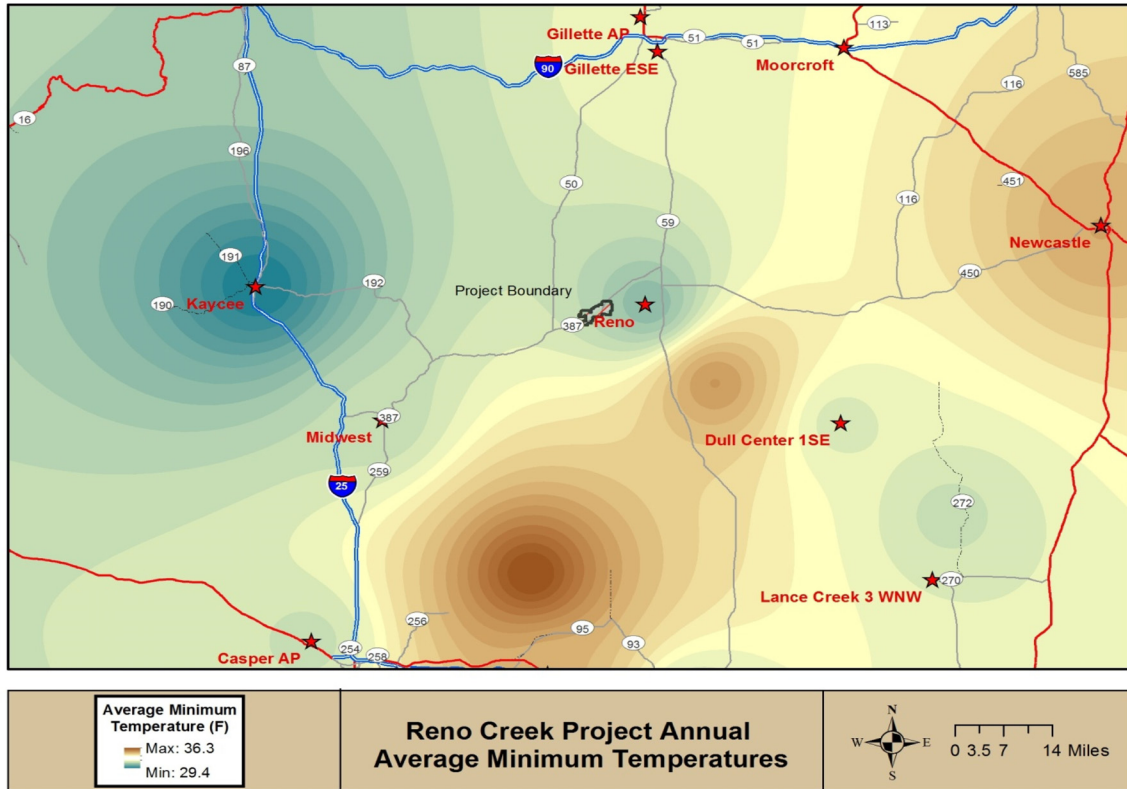 Gillette AP
51
51
113
Moorcroft
Gillette ESE
90
87
585
116
16
196
451
50
116
59
Newcastle
191
450
192
Kaycee
190
Project Boundary
Reno
387
387
Midwest
Dull Center 1SE
259
25
272
270
Lance Creek 3 WNW
256
95
93
254
258
Casper AP
Average Minimum
Temperature (F)
Max: 36.3
Min: 29.4
Reno Creek Project Annual
Average Minimum Temperatures
N
W
E
S
0 3.5 7 14 Miles